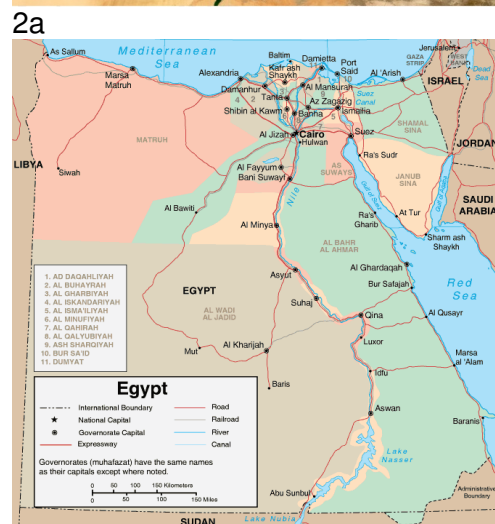 2a
Mediterranean
Sea
As Sallum
Marsa
Matruh
Alexandria
Baltim
Kafr ash
Shaykh
Damietta
Port
Said
Jerusalem
GAZA
STRIP
WEST
BANK
Dead
Sea
Al 'Arish
ISRAEL
Damanhur
Al Mansurah
Tanta
Az Zagazig
Suez
Canal
Shibin al Kawm
Banha
Ismailia
SHAMAL
SINA
Al Jizah
Cairo
Suez
Hulwan
MATRUH
JORDAN
LIBYA
Siwah
Al Fayyum
Bani Suwayf
AS
SUWAYS
Ra's Sudr
JANUB
SINA
Gulf of Suez
Gulf of Aqaba
SAUDI
ARABIA
Al Bawiti
Nile
Al Minya
Ra's
Gharib
At Tur
Sharm ash
Shaykh
AL BAHR
AL AHMAR
Al Ghardaqah
Red
Sea
Asyut
Bur Safajah
1. AD DAQAHLIYAH
2. AL BUHAYRAH
3. AL GHARBIYAH
4. AL ISKANDARIYAH
5. AL ISMA'ILIYAH
6. AL MINUFIYAH
7. AL QAHIRAH
8. AL QALYUBIYAH
9. ASH SHARQIYAH
10. BUR SA'ID
11. DUMYAT
EGYPT
Suhaj
AL WADI
AL JADID
Qina
Al Qusayr
Mut
Al Kharijah
Luxor
Baris
Idfu
Marsa
al 'Alam
Aswan
Baranis
Egypt
International Boundary
Road
National Capital
Railroad
Governorate Capital
River
Expressway
Canal
Governorates (muhafazat) have the same names
as their capitals except where noted.
0 50 100 150 Kilometers
0 50 100 150 Miles
Lake
Nasser
Abu Sunbul
Administrative
Boundary
SUDAN
Lake Nubia